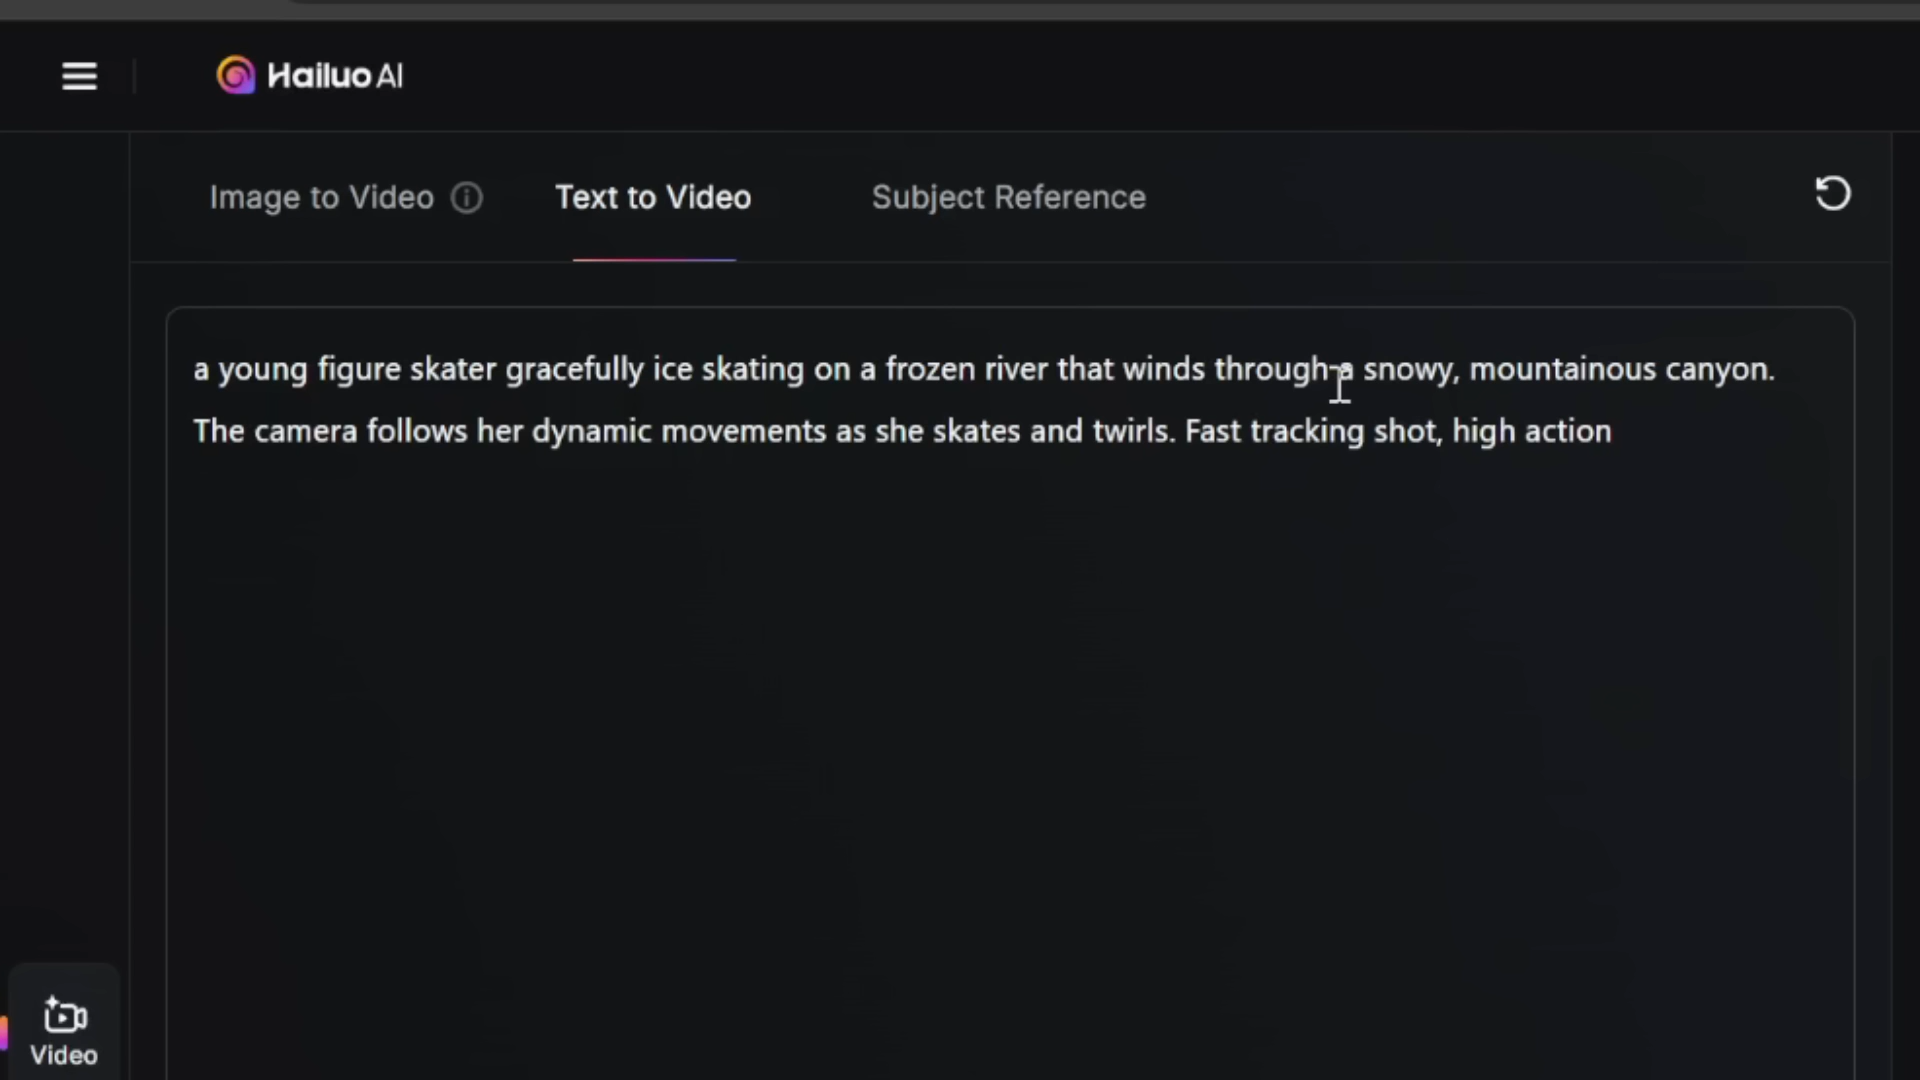 Hailuo AI
Image to Video Text to Video Subject Reference
a young figure skater gracefully ice skating on a frozen river that winds through a snowy, mountainous canyon.
The camera follows her dynamic movements as she skates and twirls. Fast tracking shot, high action
Video